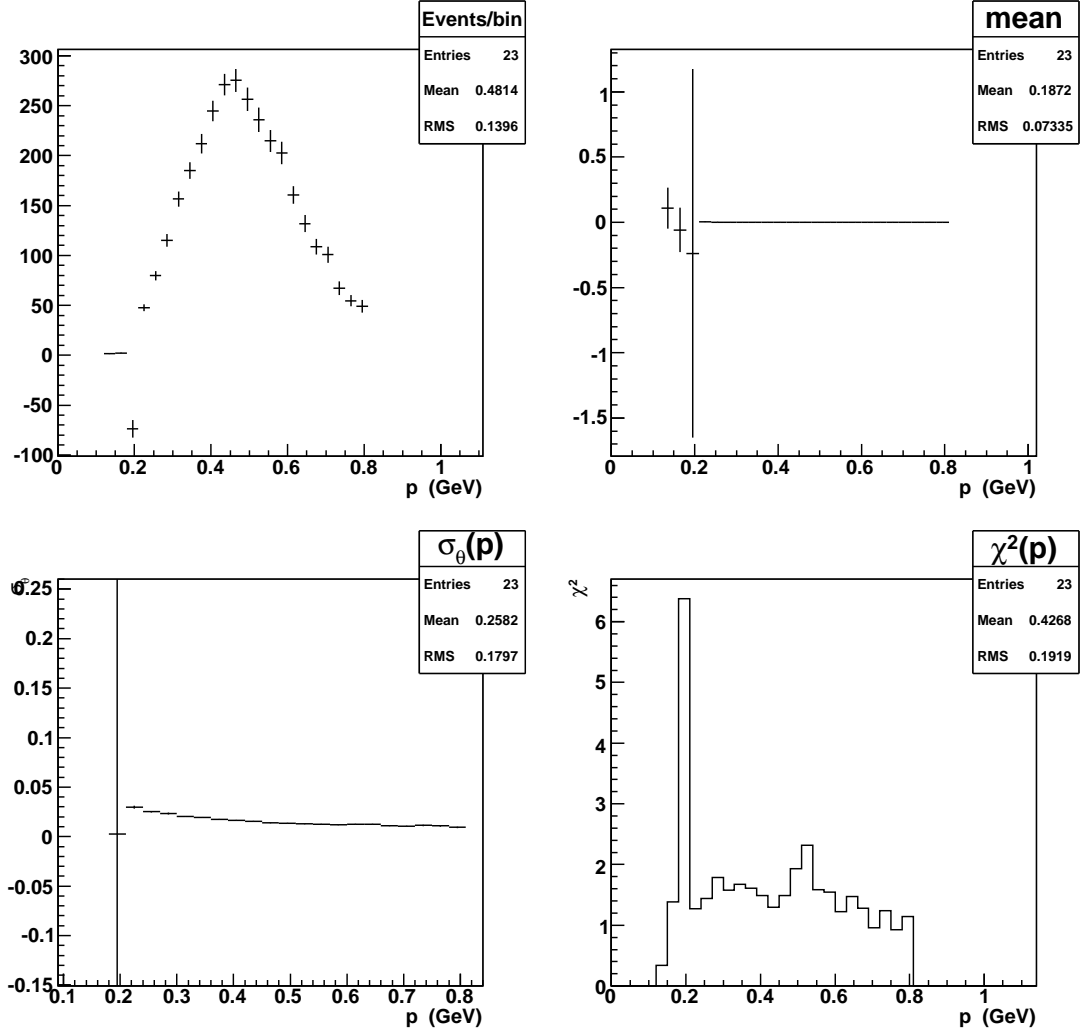 Events/bin
Entries 23
Mean 0.4814
RMS 0.1396
300
250
200
150
100
50
0
-50
-100
0 0.2 0.4 0.6 0.8 1
p (GeV)
mean
Entries 23
Mean 0.1872
RMS 0.07335
1
0.5
0
-0.5
-1
-1.5
0 0.2 0.4 0.6 0.8 1
p (GeV)
σθ(p)
Entries 23
Mean 0.2582
RMS 0.1797
0.25
0.2
0.15
0.1
0.05
0
-0.05
-0.1
-0.15
0.1 0.2 0.3 0.4 0.5 0.6 0.7 0.8
p (GeV)
χ²(p)
Entries 23
Mean 0.4268
RMS 0.1919
χ²
6
5
4
3
2
1
0
0 0.2 0.4 0.6 0.8 1
p (GeV)